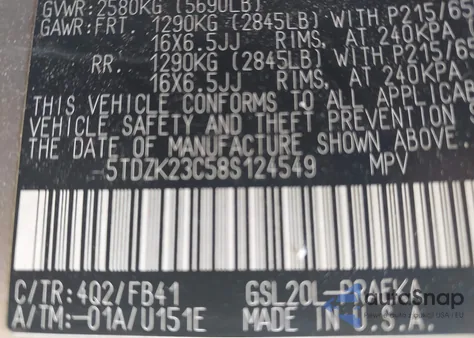 GVWR: 2580KG (5690LB)
GAWR: FRT. 1290KG (2845LB) WITH P215/65
16X6.5JJ RIMS, AT 240KPA
RR. 1290KG (2845LB) WITH P215/65
16X6.5JJ RIMS, AT 240KPA
THIS VEHICLE CONFORMS TO ALL APPLICA
VEHICLE SAFETY AND THEFT PREVENTION
THE DATE OF MANUFACTURE SHOWN ABOVE.
5TDZK23C58S124549 MPV
C/TR: 4Q2/FB41 GSL20L-
A/TM: -01A/U151E MADE IN U.S.A.
AutoSnap